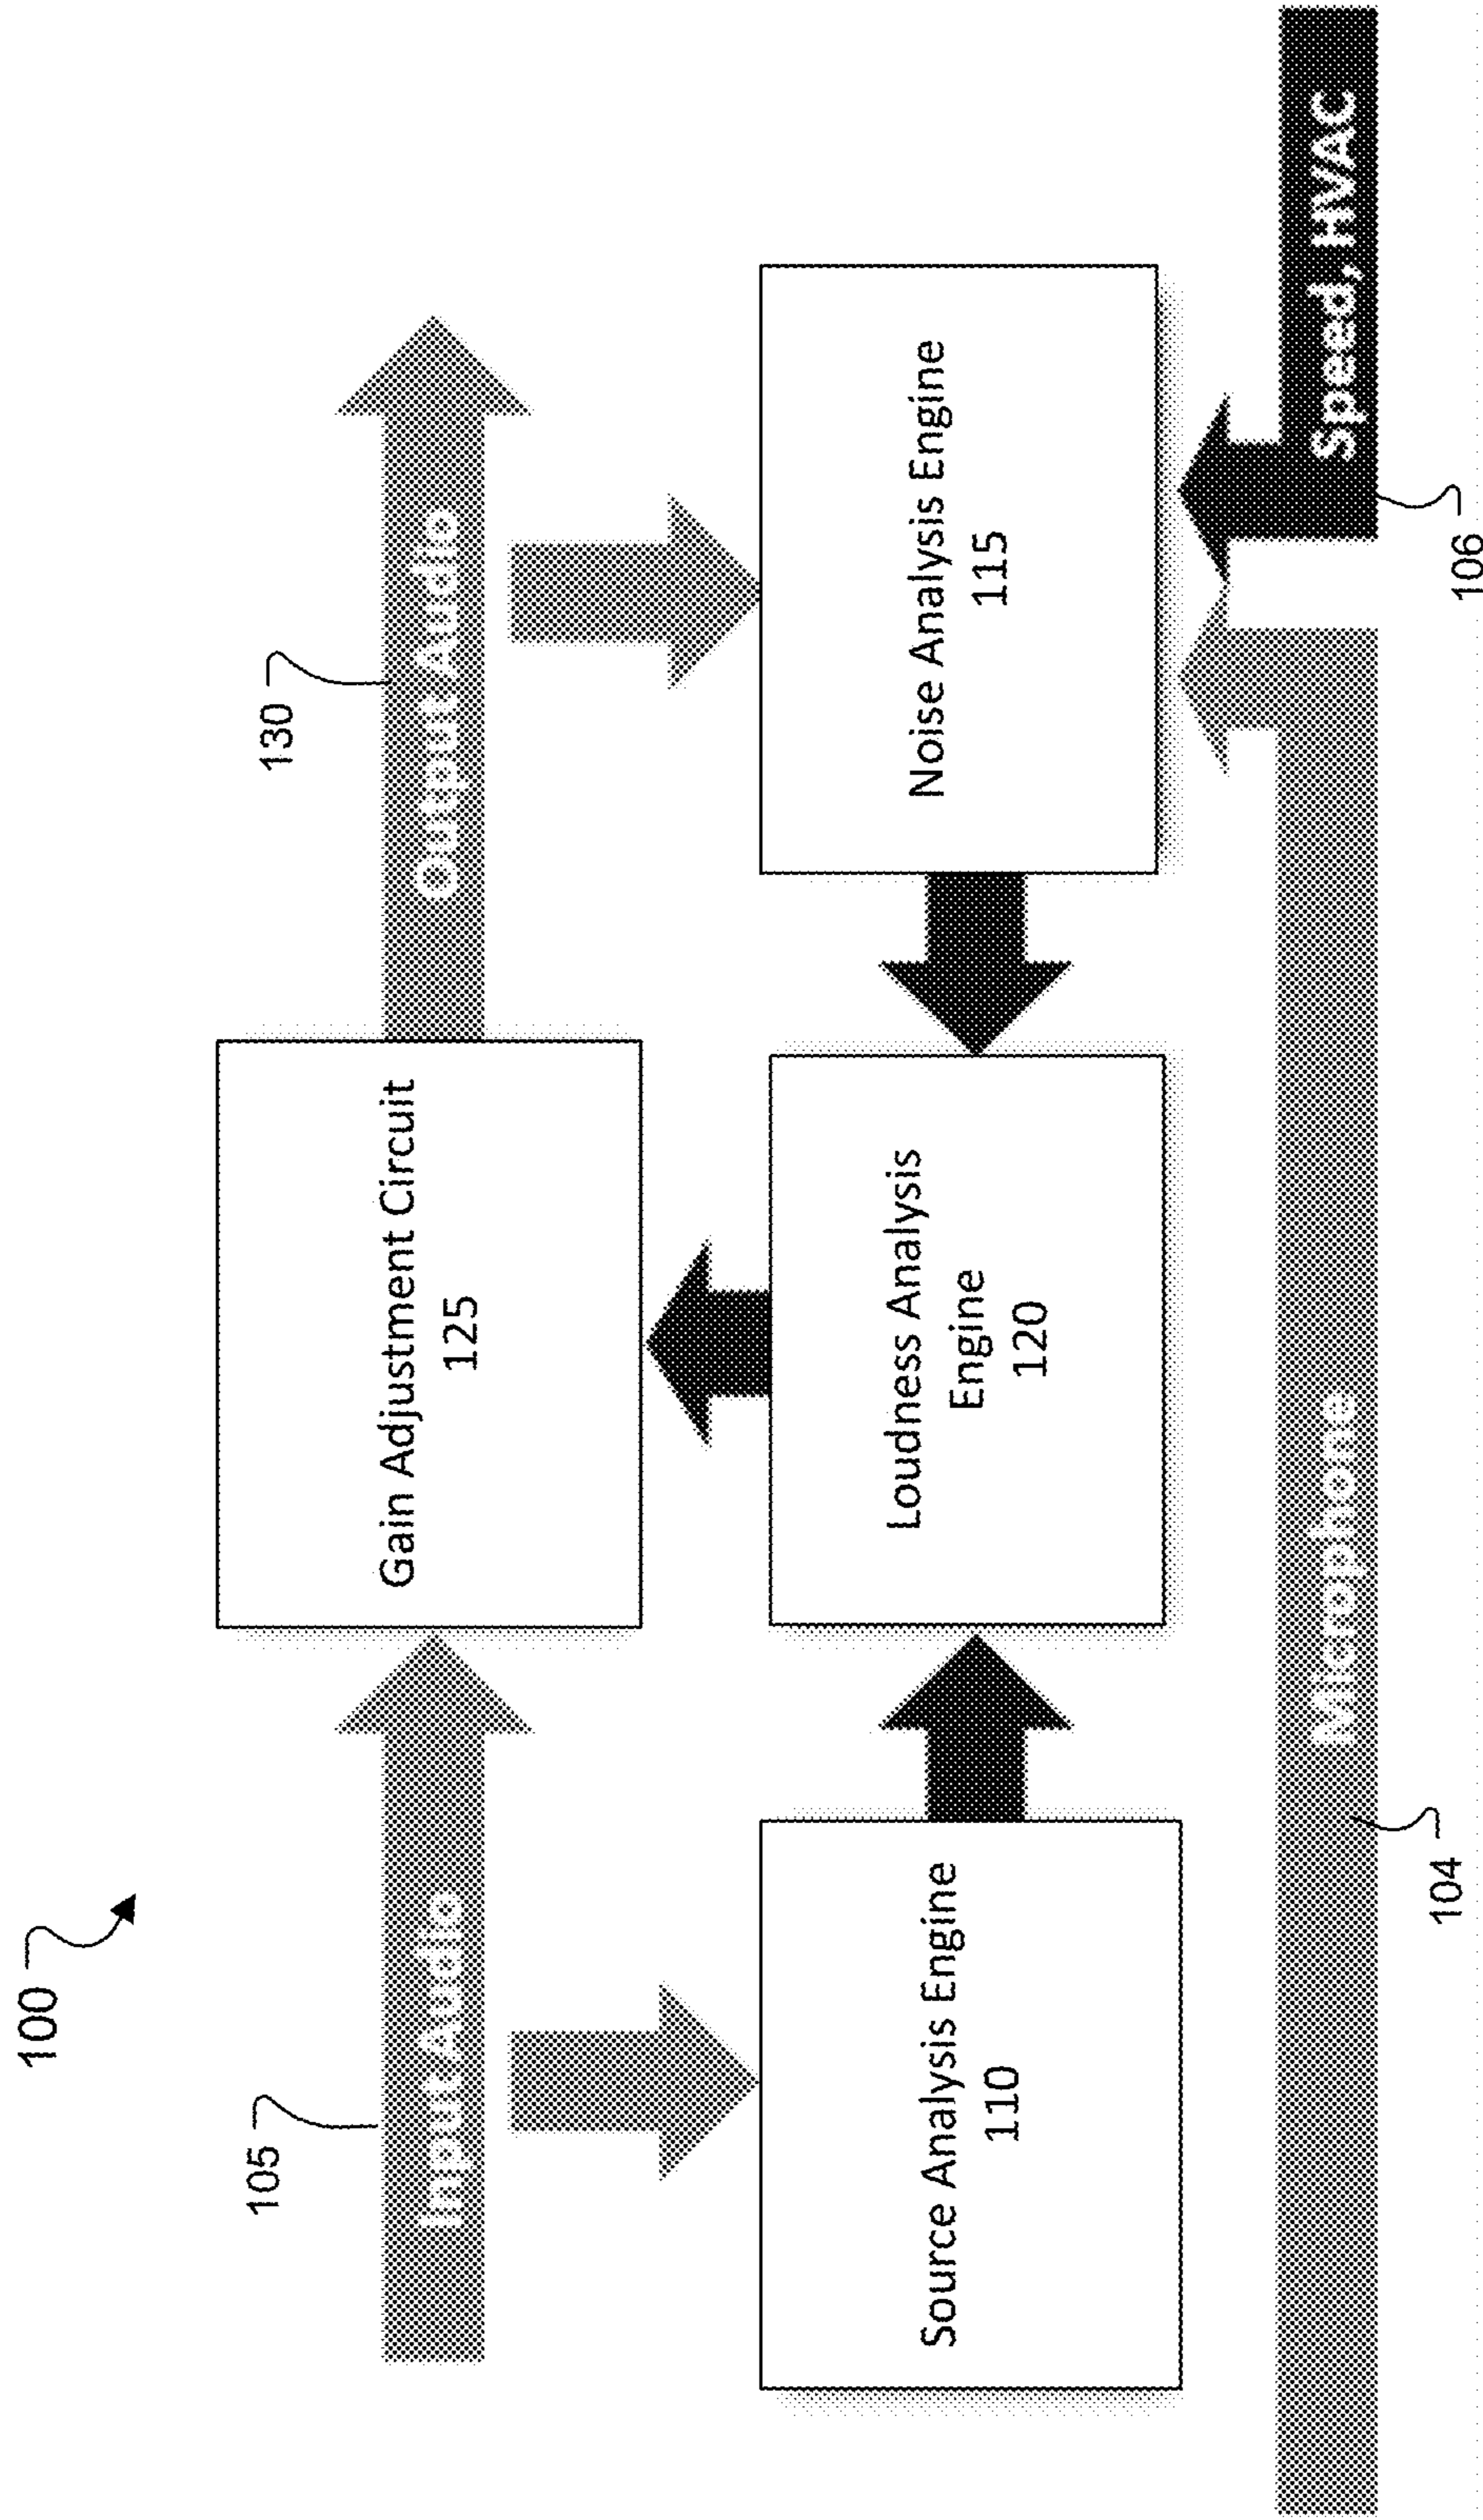 100
105
Input Audio
Gain Adjustment Circuit
125
130
Output Audio
Source Analysis Engine
110
Loudness Analysis
Engine
120
Noise Analysis Engine
115
Microphone
104
Speed, HVAC
106